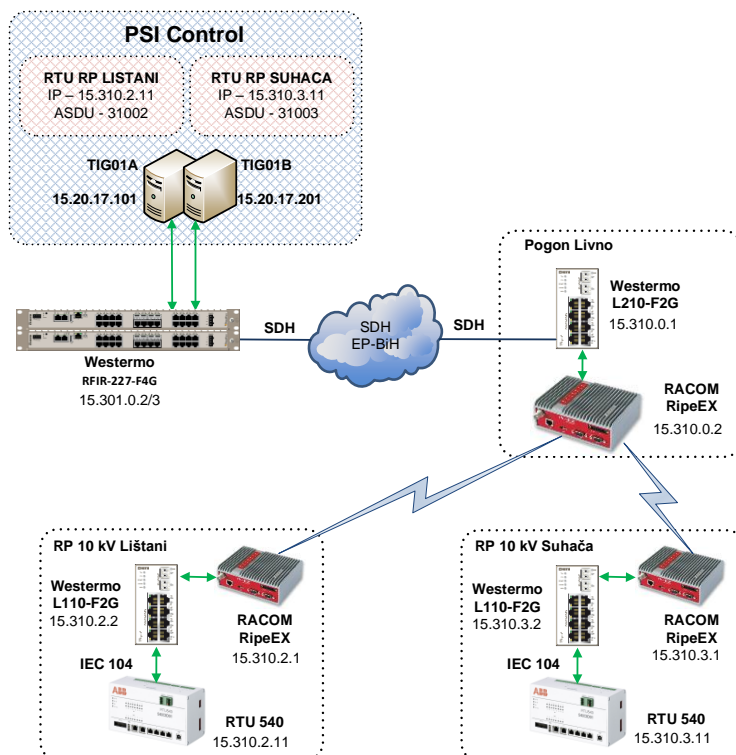 PSI Control
RTU RP LISTANI
IP – 15.310.2.11
ASDU - 31002
RTU RP SUHACA
IP – 15.310.3.11
ASDU - 31003
TIG01A
TIG01B
15.20.17.101
15.20.17.201
Pogon Livno
Westermo
L210-F2G
15.310.0.1
SDH
SDH
EP-BiH
SDH
Westermo
RFIR-227-F4G
15.301.0.2/3
RACOM
RipeEX
15.310.0.2
RP 10 kV Lištani
Westermo
L110-F2G
15.310.2.2
RACOM
RipeEX
15.310.2.1
IEC 104
ABB
RTU 540
15.310.2.11
RP 10 kV Suhača
Westermo
L110-F2G
15.310.3.2
RACOM
RipeEX
15.310.3.1
IEC 104
ABB
RTU 540
15.310.3.11